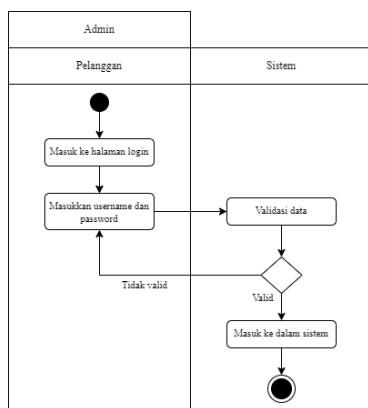 Admin
Pelanggan
Sistem
Masuk ke halaman login
Masukkan username dan
password
Validasi data
Tidak valid
Valid
Masuk ke dalam sistem